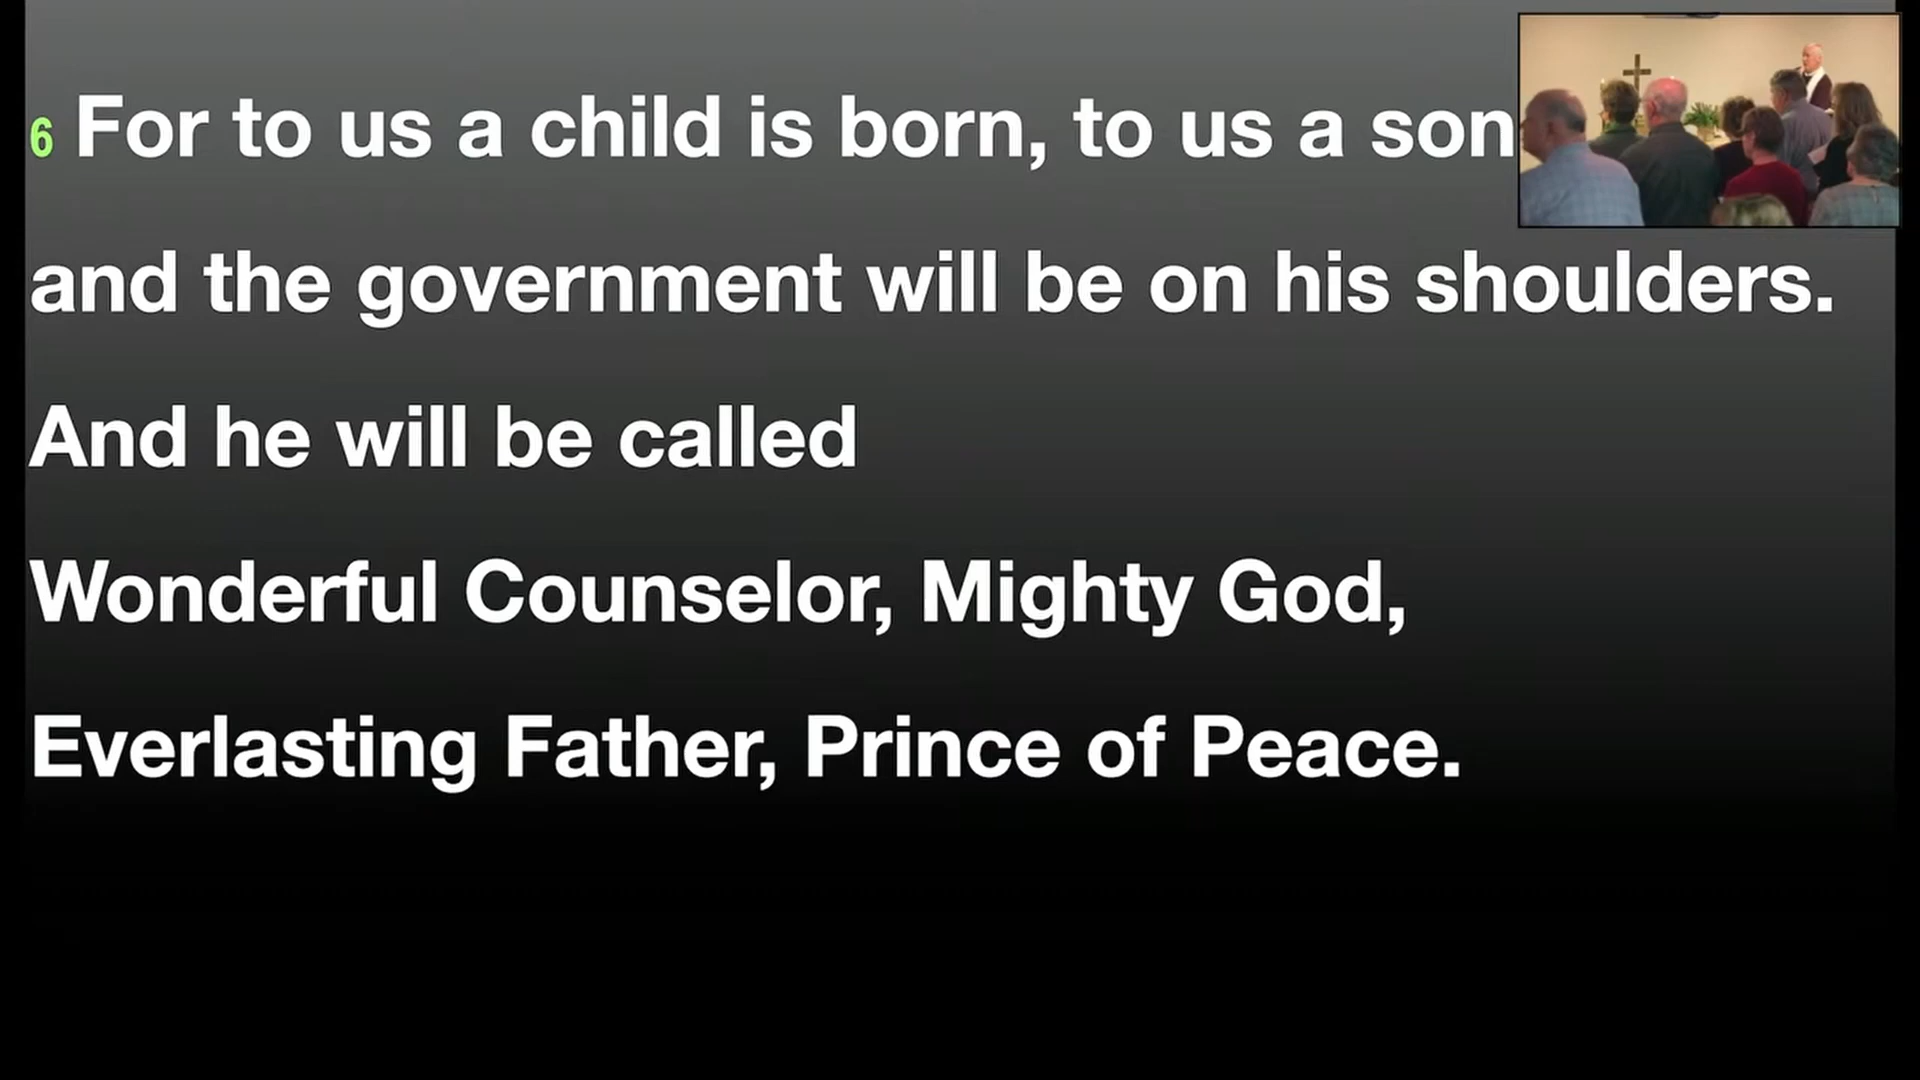 6 For to us a child is born, to us a son
and the government will be on his shoulders.
And he will be called
Wonderful Counselor, Mighty God,
Everlasting Father, Prince of Peace.